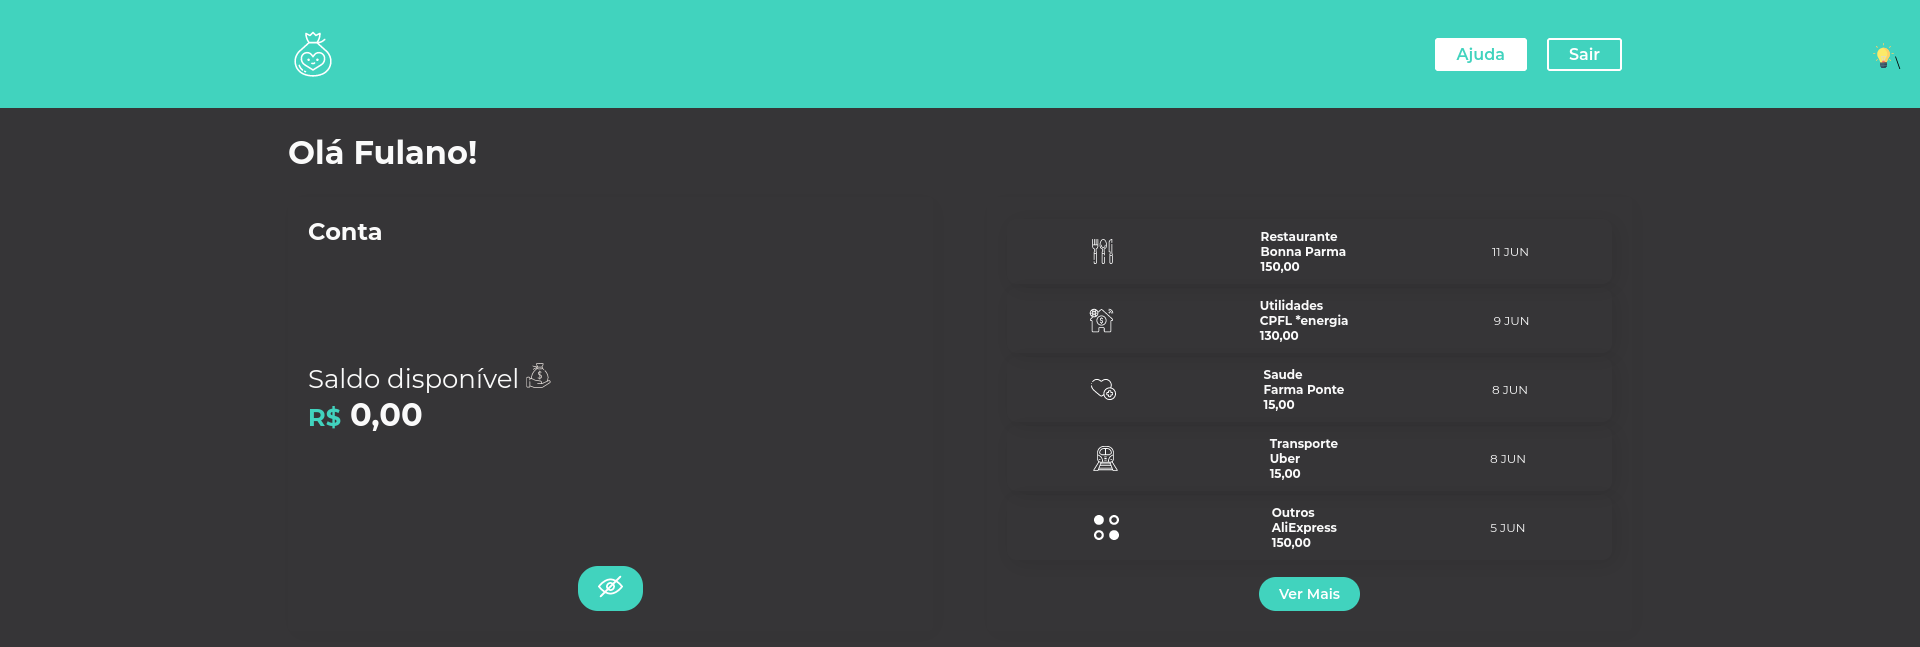 Ajuda
Sair
\
Olá Fulano!
Conta
Saldo disponível
R$ 0,00
Restaurante
Bonna Parma
150,00
11 JUN
Utilidades
CPFL *energia
130,00
9 JUN
Saude
Farma Ponte
15,00
8 JUN
Transporte
Uber
15,00
8 JUN
Outros
AliExpress
150,00
5 JUN
Ver Mais